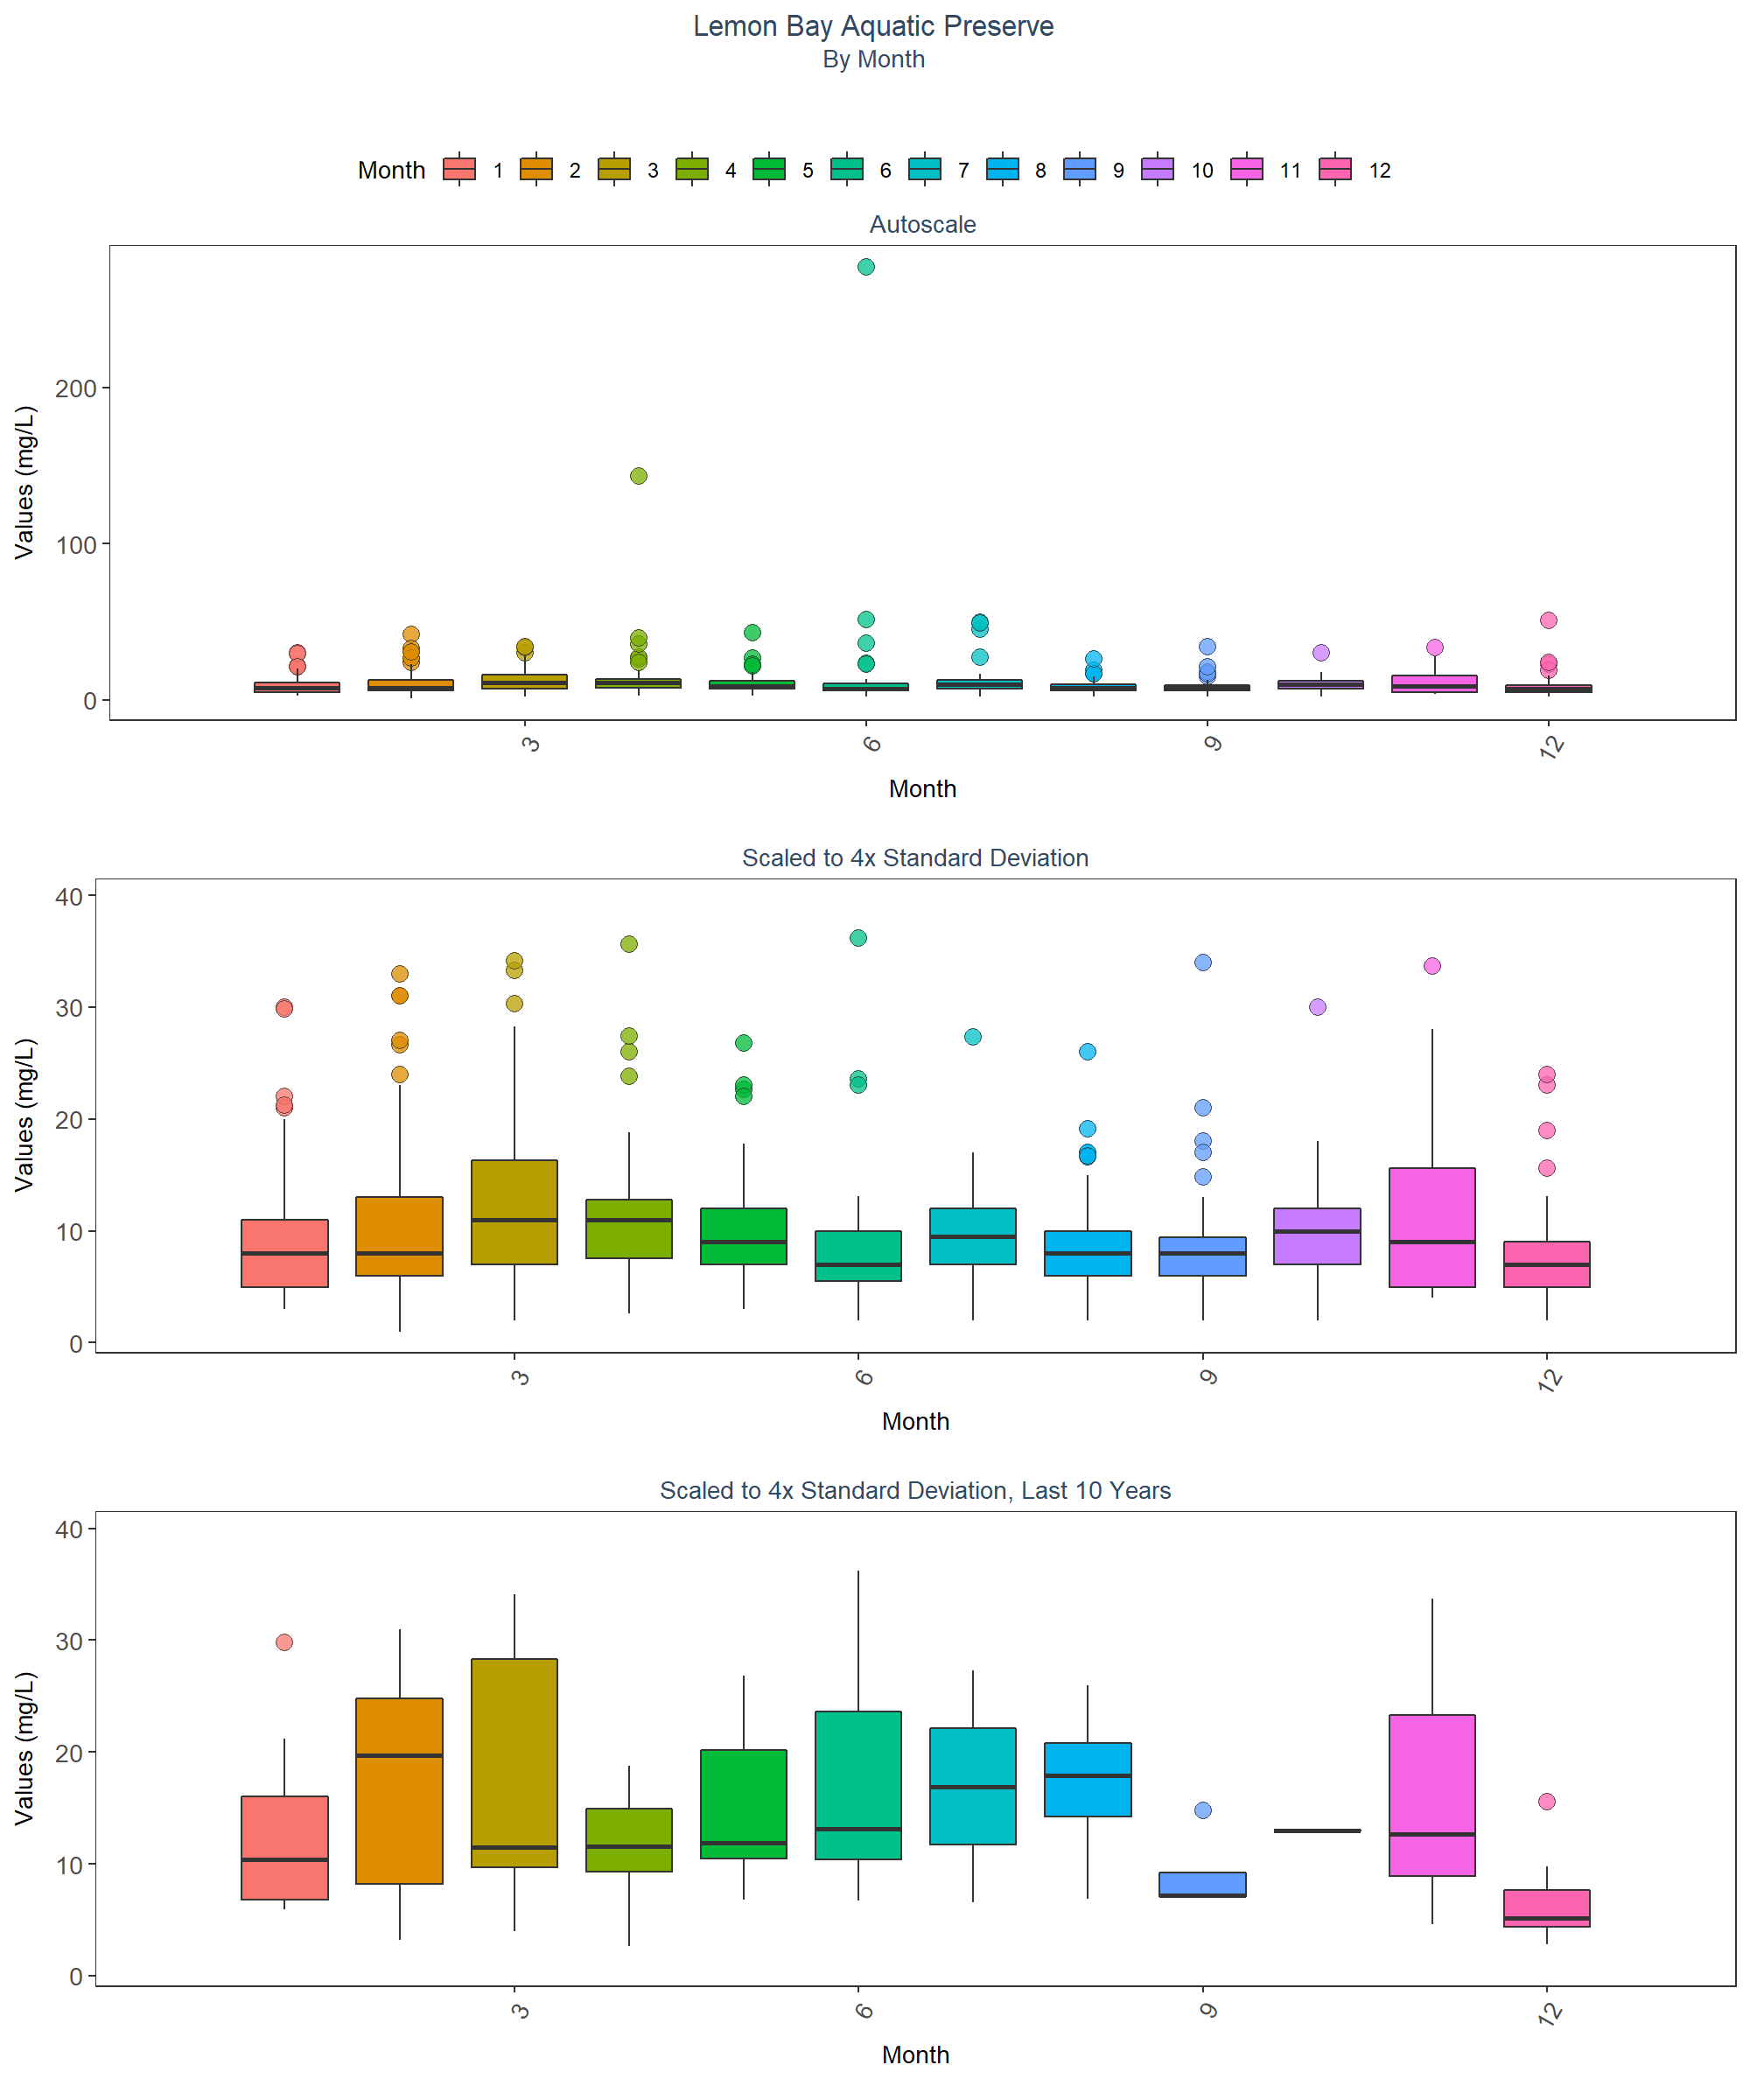 Lemon Bay Aquatic Preserve
By Month
Month 1 2 3 4 5 6 7 8 9 10 11 12
Autoscale
Values (mg/L)
200
100
0
3 6 9 12
Month
Scaled to 4x Standard Deviation
Values (mg/L)
40
30
20
10
0
3 6 9 12
Month
Scaled to 4x Standard Deviation, Last 10 Years
Values (mg/L)
40
30
20
10
0
3 6 9 12
Month